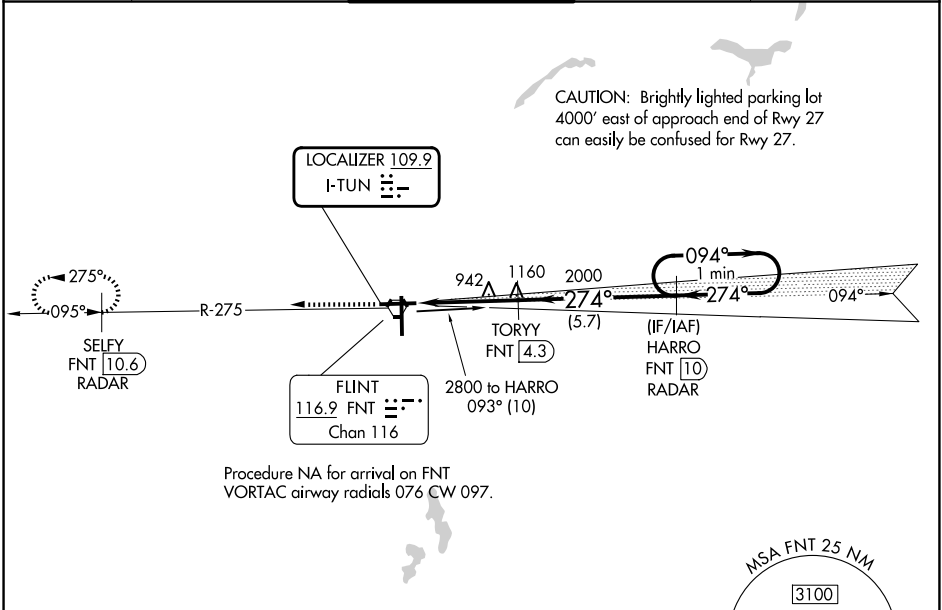 CAUTION: Brightly lighted parking lot
4000' east of approach end of Rwy 27
can easily be confused for Rwy 27.
LOCALIZER 109.9
I-TUN
275°
095°
R-275
SELFY
FNT 10.6
RADAR
942
1160
2000
274°
(5.7)
094°
1 min
274°
094°
TORYY
FNT 4.3
(IF/IAF)
HARRO
FNT 10
RADAR
FLINT
116.9 FNT
Chan 116
2800 to HARRO
093° (10)
Procedure NA for arrival on FNT
VORTAC airway radials 076 CW 097.
MSA FNT 25 NM
3100